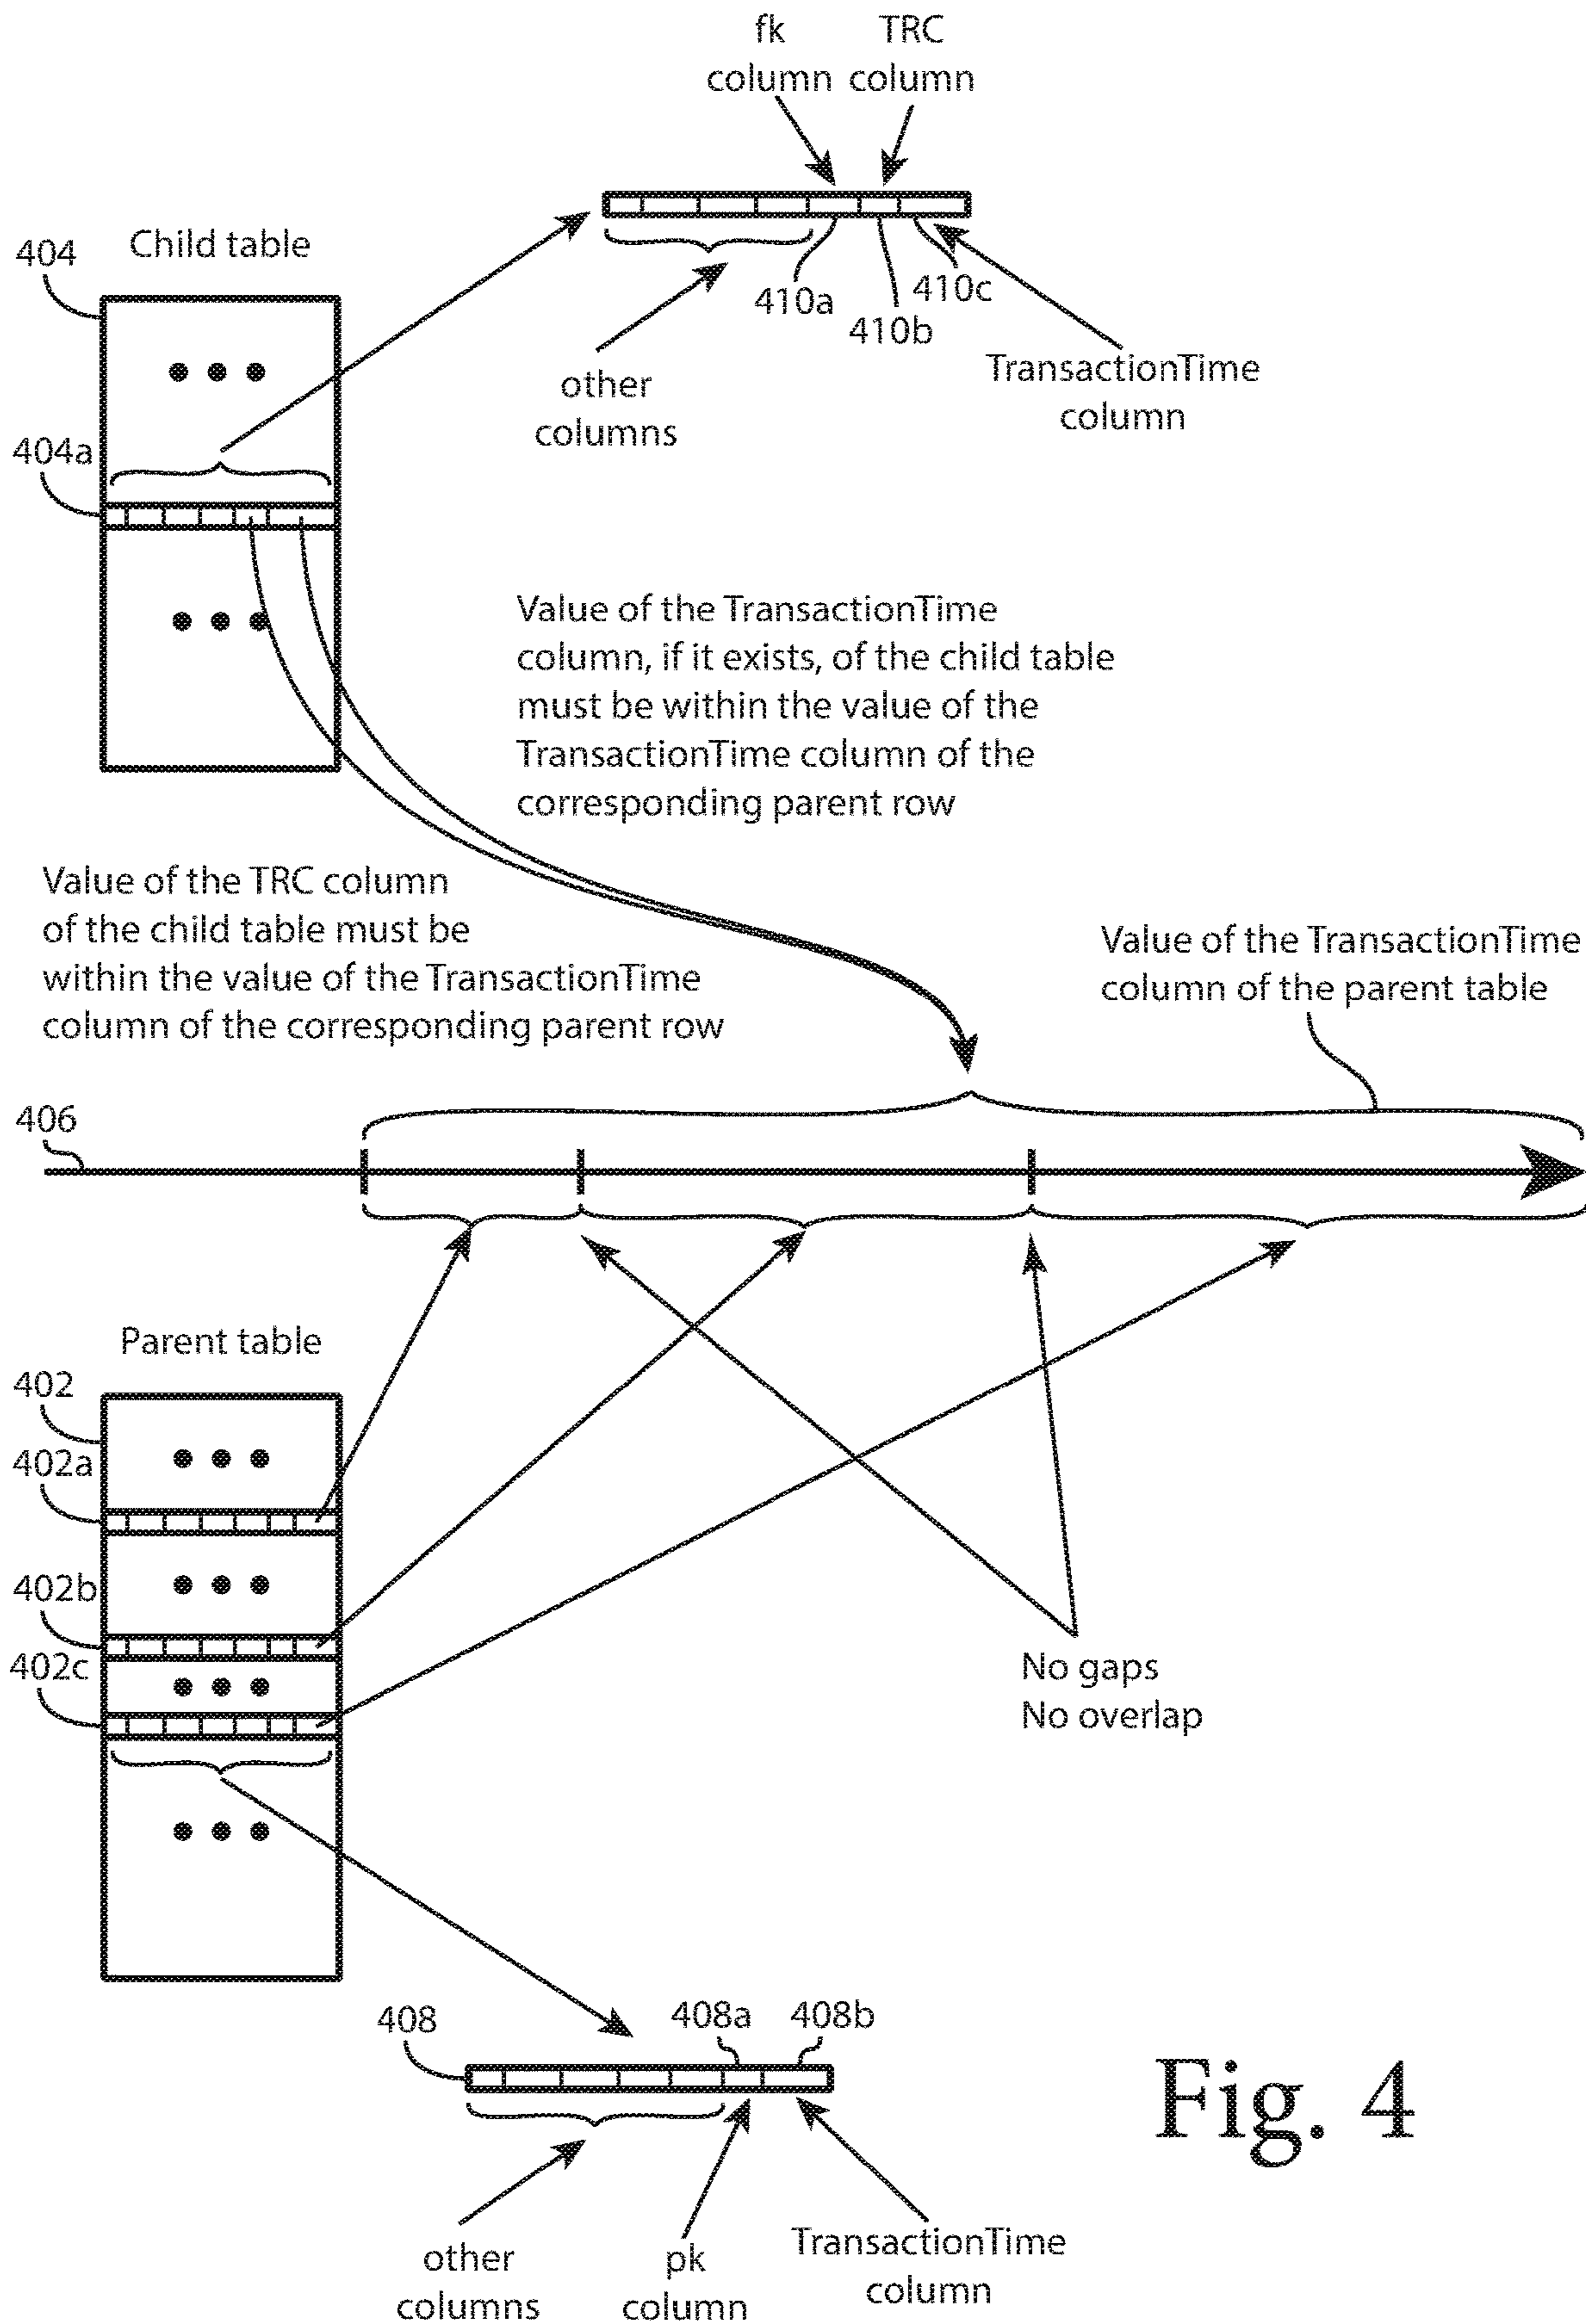 fk
column
TRC
column
404
Child table
410a
410b
410c
404a
other
columns
TransactionTime
column
Value of the TransactionTime
column, if it exists, of the child table
must be within the value of the
TransactionTime column of the
corresponding parent row
Value of the TRC column
of the child table must be
within the value of the TransactionTime
column of the corresponding parent row
Value of the TransactionTime
column of the parent table
406
Parent table
402
402a
402b
402c
No gaps
No overlap
408
408a
408b
other
columns
pk
column
TransactionTime
column
Fig. 4